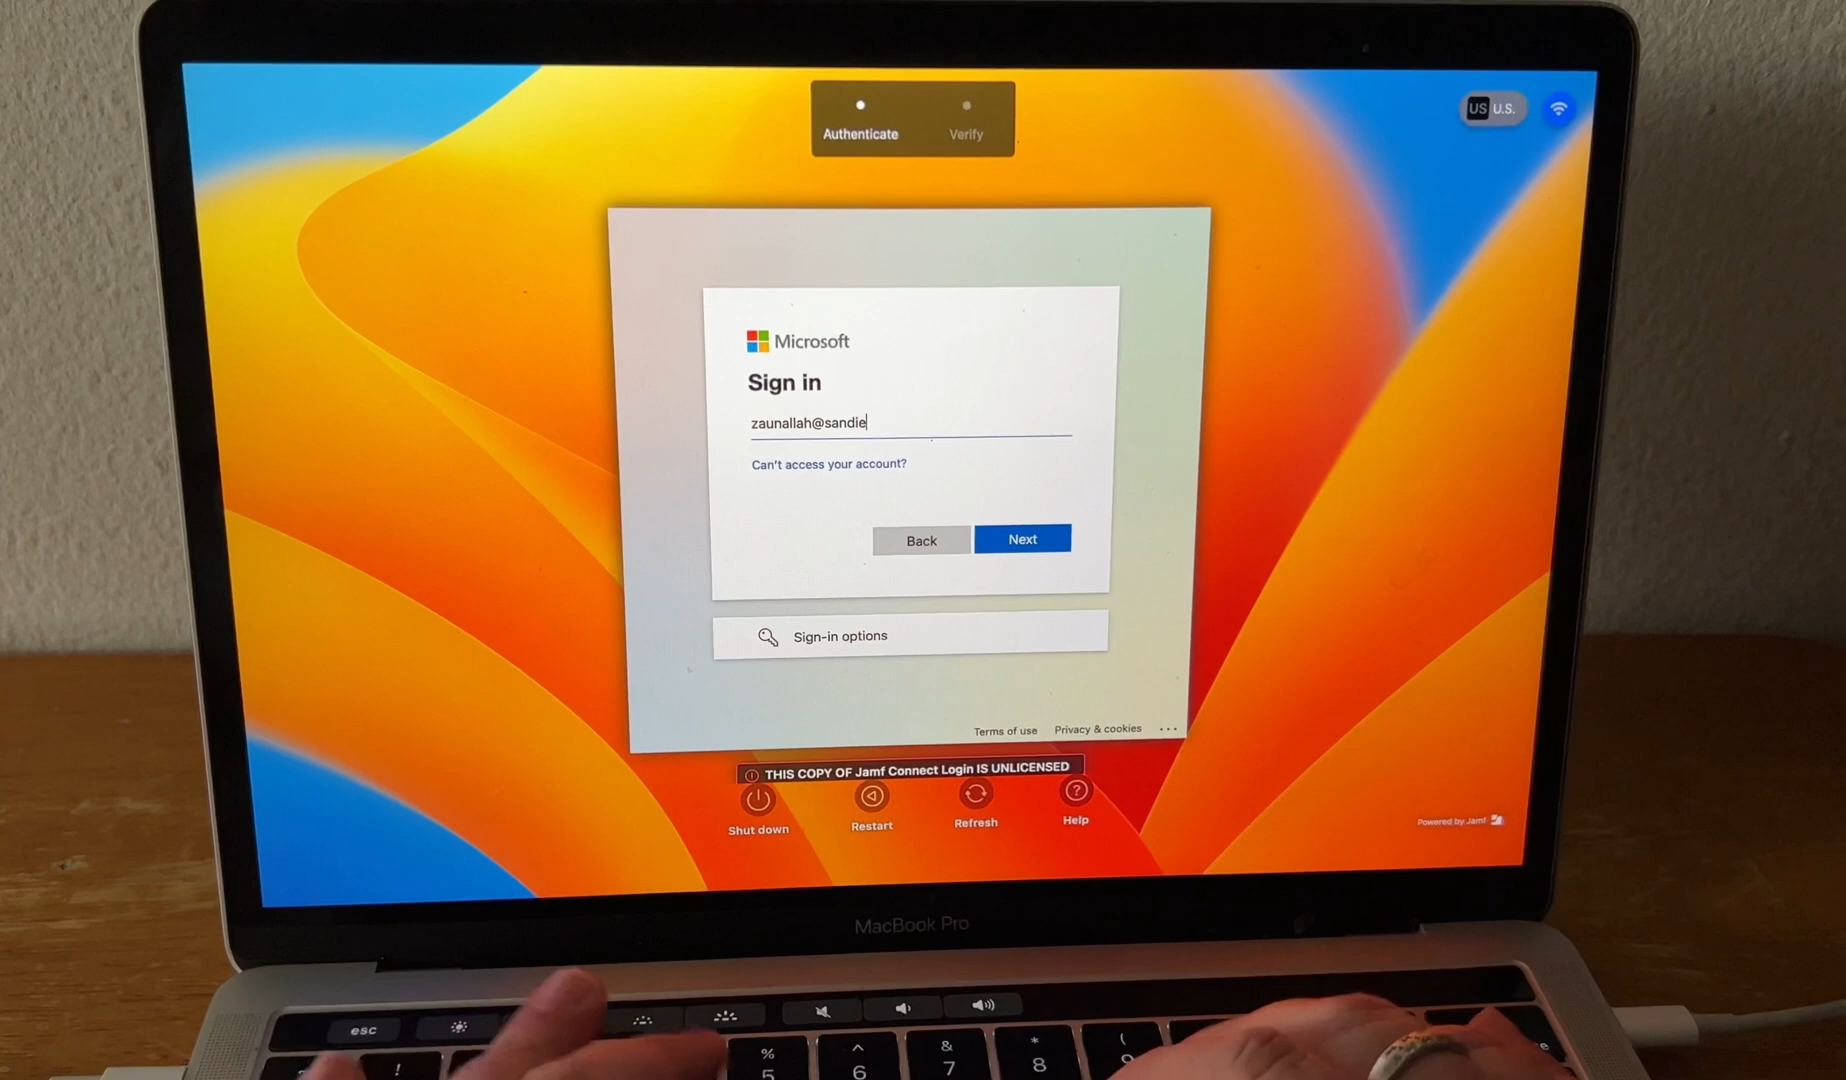 Authenticate
Verify
US U.S.
Microsoft
Sign in
zaunallah@sandie
Can't access your account?
Back
Next
Sign-in options
Terms of use
Privacy & cookies
THIS COPY OF Jamf Connect Login IS UNLICENSED
Shut down
Restart
Refresh
Help
Powered by Jamf
MacBook Pro
esc
!
%
5
^
6
&
7
*
8
(